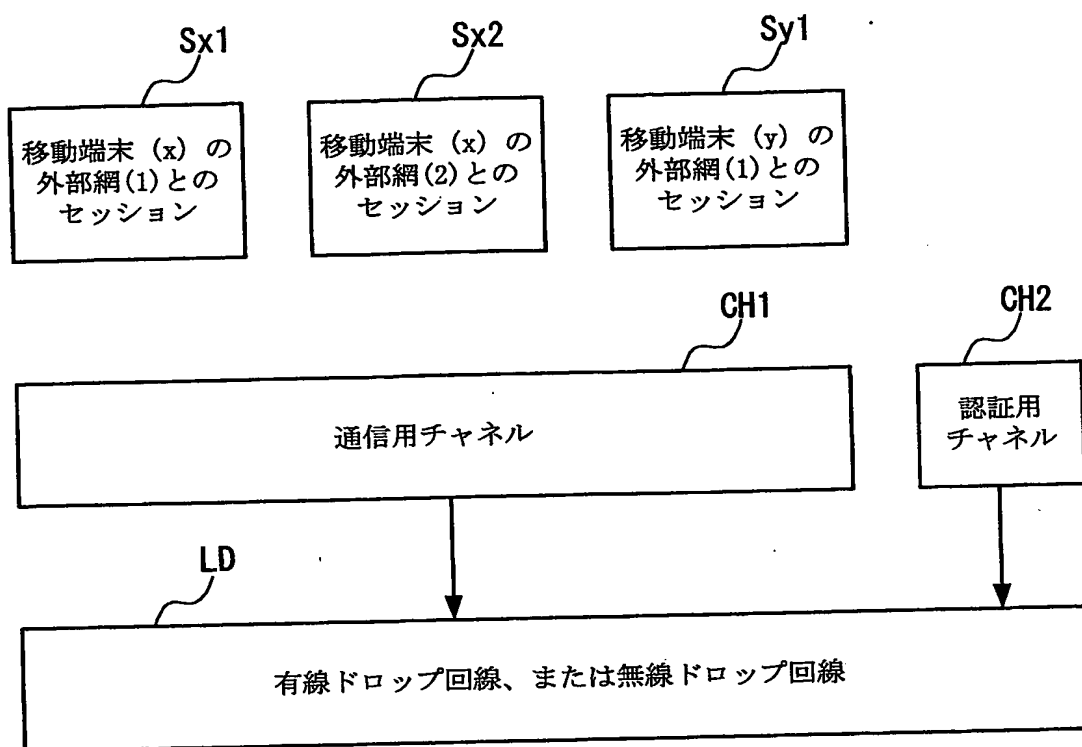 Sx1
Sx2
Sy1
移動端末 (x) の
外部網(1)との
セッション
移動端末 (x) の
外部網(2)との
セッション
移動端末 (y) の
外部網(1)との
セッション
CH1
CH2
通信用チャネル
認証用
チャネル
LD
有線ドロップ回線、または無線ドロップ回線